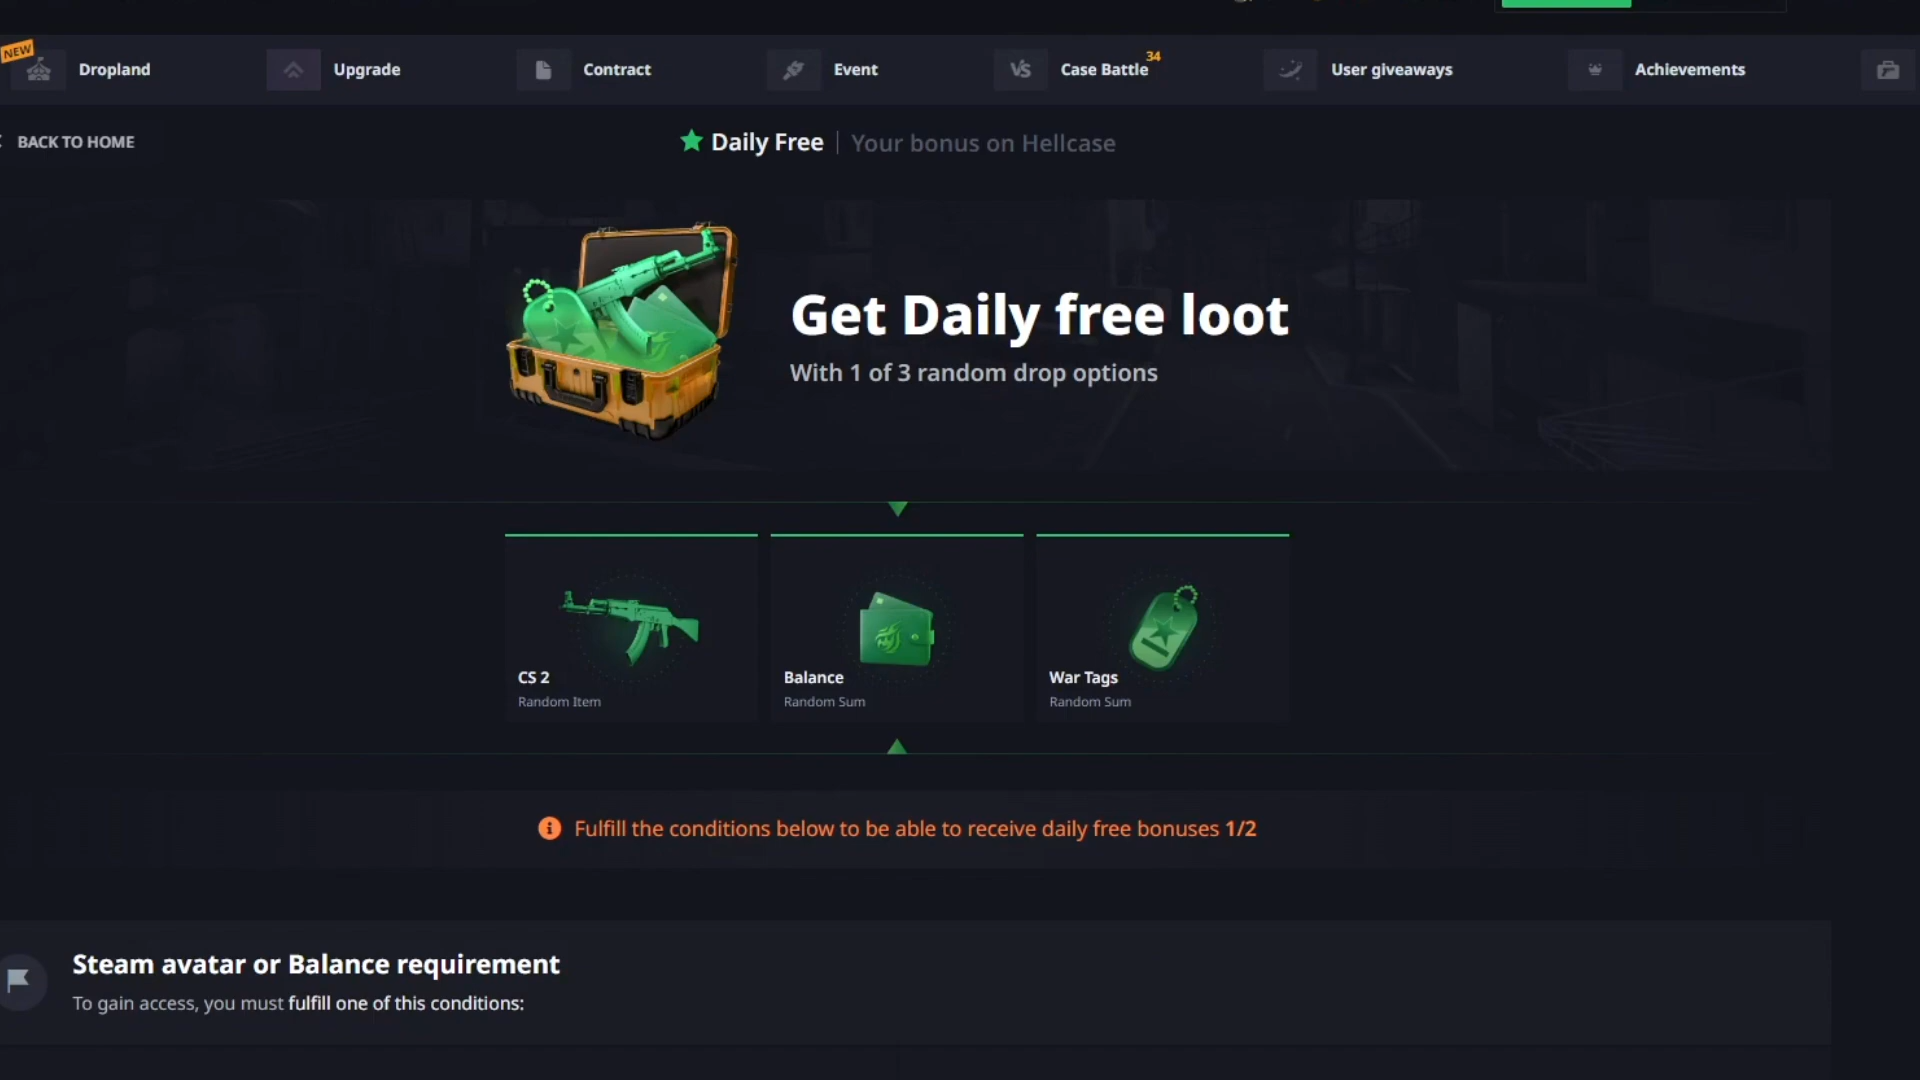 NEW
Dropland
Upgrade
Contract
Event
VS
Case Battle 34
User giveaways
Achievements
BACK TO HOME
Daily Free | Your bonus on Hellcase
Get Daily free loot
With 1 of 3 random drop options
CS 2
Random Item
Balance
Random Sum
War Tags
Random Sum
Fulfill the conditions below to be able to receive daily free bonuses 1/2
Steam avatar or Balance requirement
To gain access, you must fulfill one of this conditions: